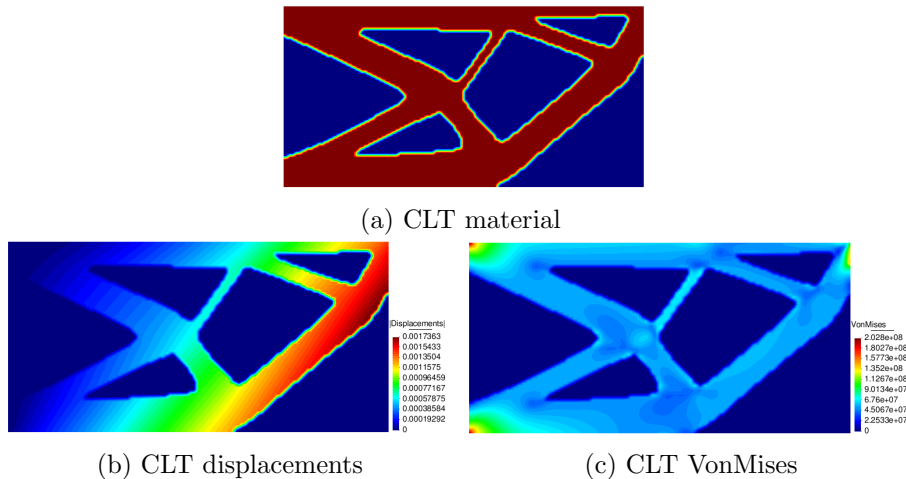 (a) CLT material
|Displacements|
0.0017363
0.0015433
0.0013504
0.0011575
0.00096459
0.00077167
0.00057875
0.00038584
0.00019292
0
VonMises
2.028e+08
1.8027e+08
1.5773e+08
1.352e+08
1.1267e+08
9.0134e+07
6.76e+07
4.5067e+07
2.2533e+07
0
(b) CLT displacements
(c) CLT VonMises